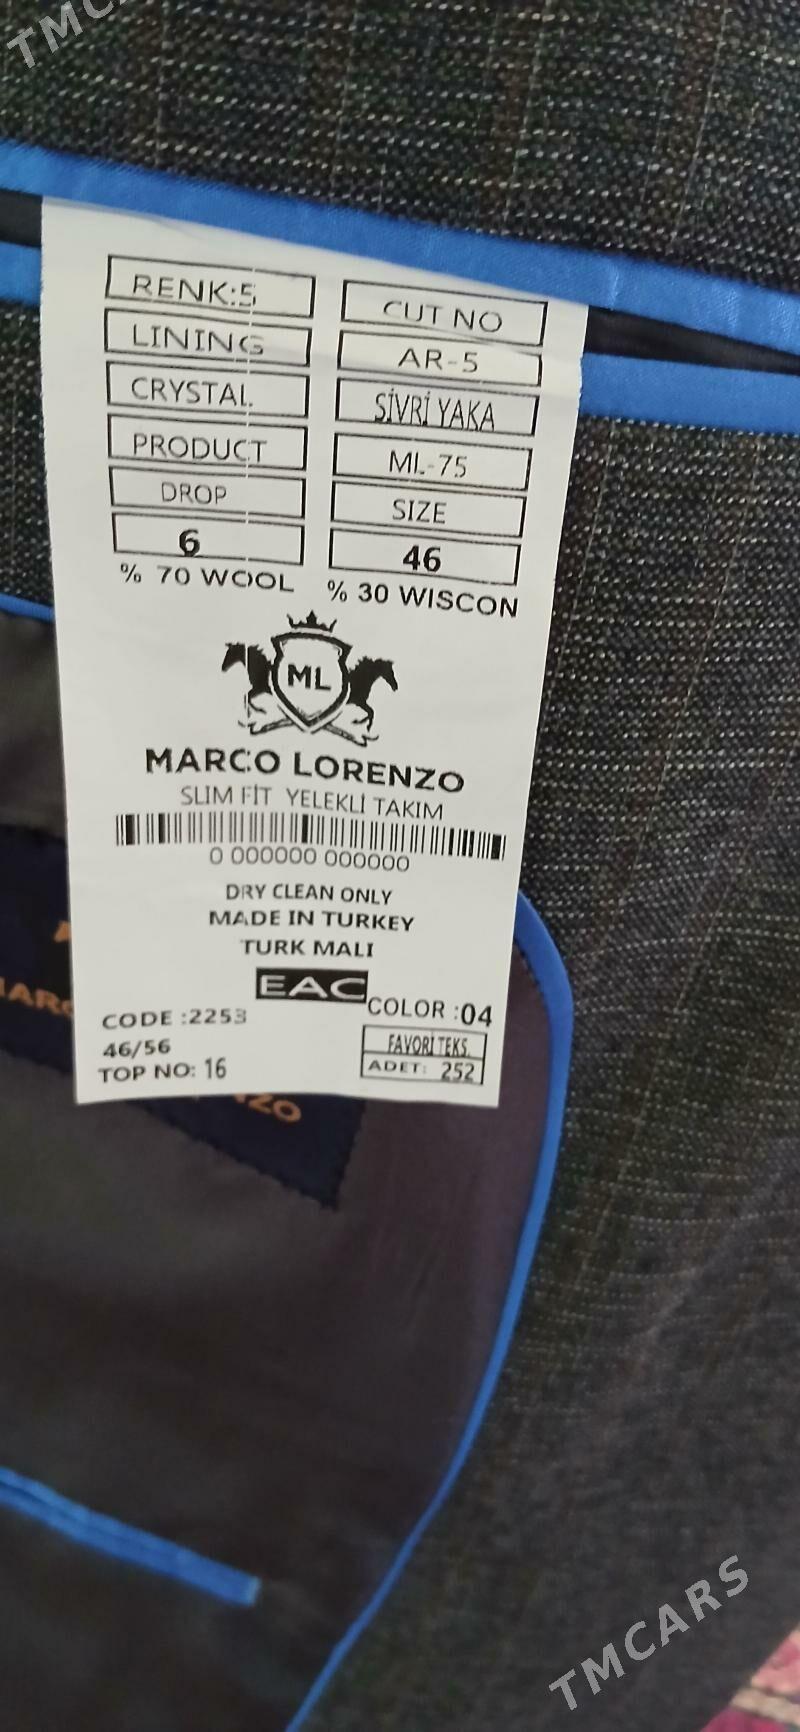 TMCARS
RENK:5
CUT NO
LINING
AR-5
CRYSTAL
SİVRİ YAKA
PRODUCT
ML-75
DROP
SIZE
6
46
% 70 WOOL
% 30 WISCON
ML
MARCO LORENZO
SLIM FİT YELEKLİ TAKIM
0 000000 000000
DRY CLEAN ONLY
MADE IN TURKEY
TURK MALI
EAC
CODE :2253
COLOR :04
46/56
FAVORİ TEKS.
TOP NO: 16
ADET: 252
TMCARS